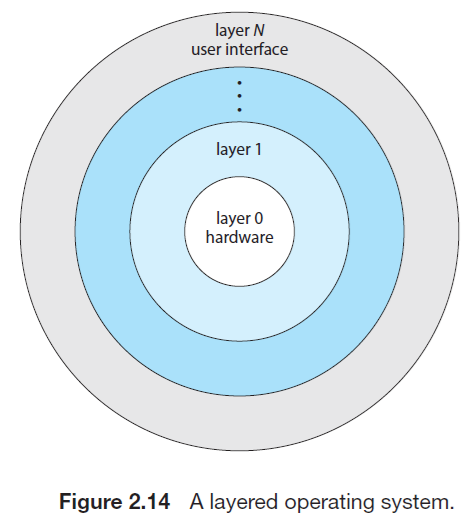 layer N
user interface
layer 1
layer 0
hardware
Figure 2.14 A layered operating system.